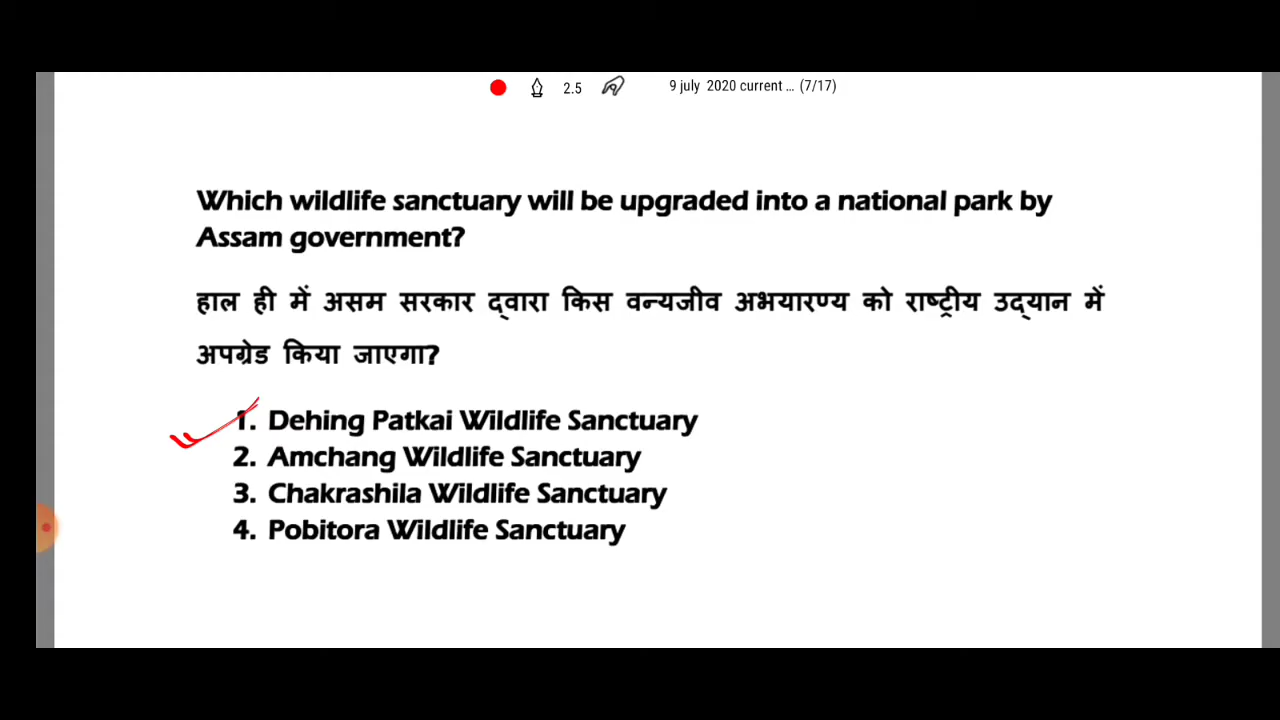 2.5 9 july 2020 current ... (7/17)
Which wildlife sanctuary will be upgraded into a national park by
Assam government?
हाल ही में असम सरकार द्वारा किस वन्यजीव अभयारण्य को राष्ट्रीय उद्यान में
अपग्रेड किया जाएगा?
1. Dehing Patkai Wildlife Sanctuary
2. Amchang Wildlife Sanctuary
3. Chakrashila Wildlife Sanctuary
4. Pobitora Wildlife Sanctuary